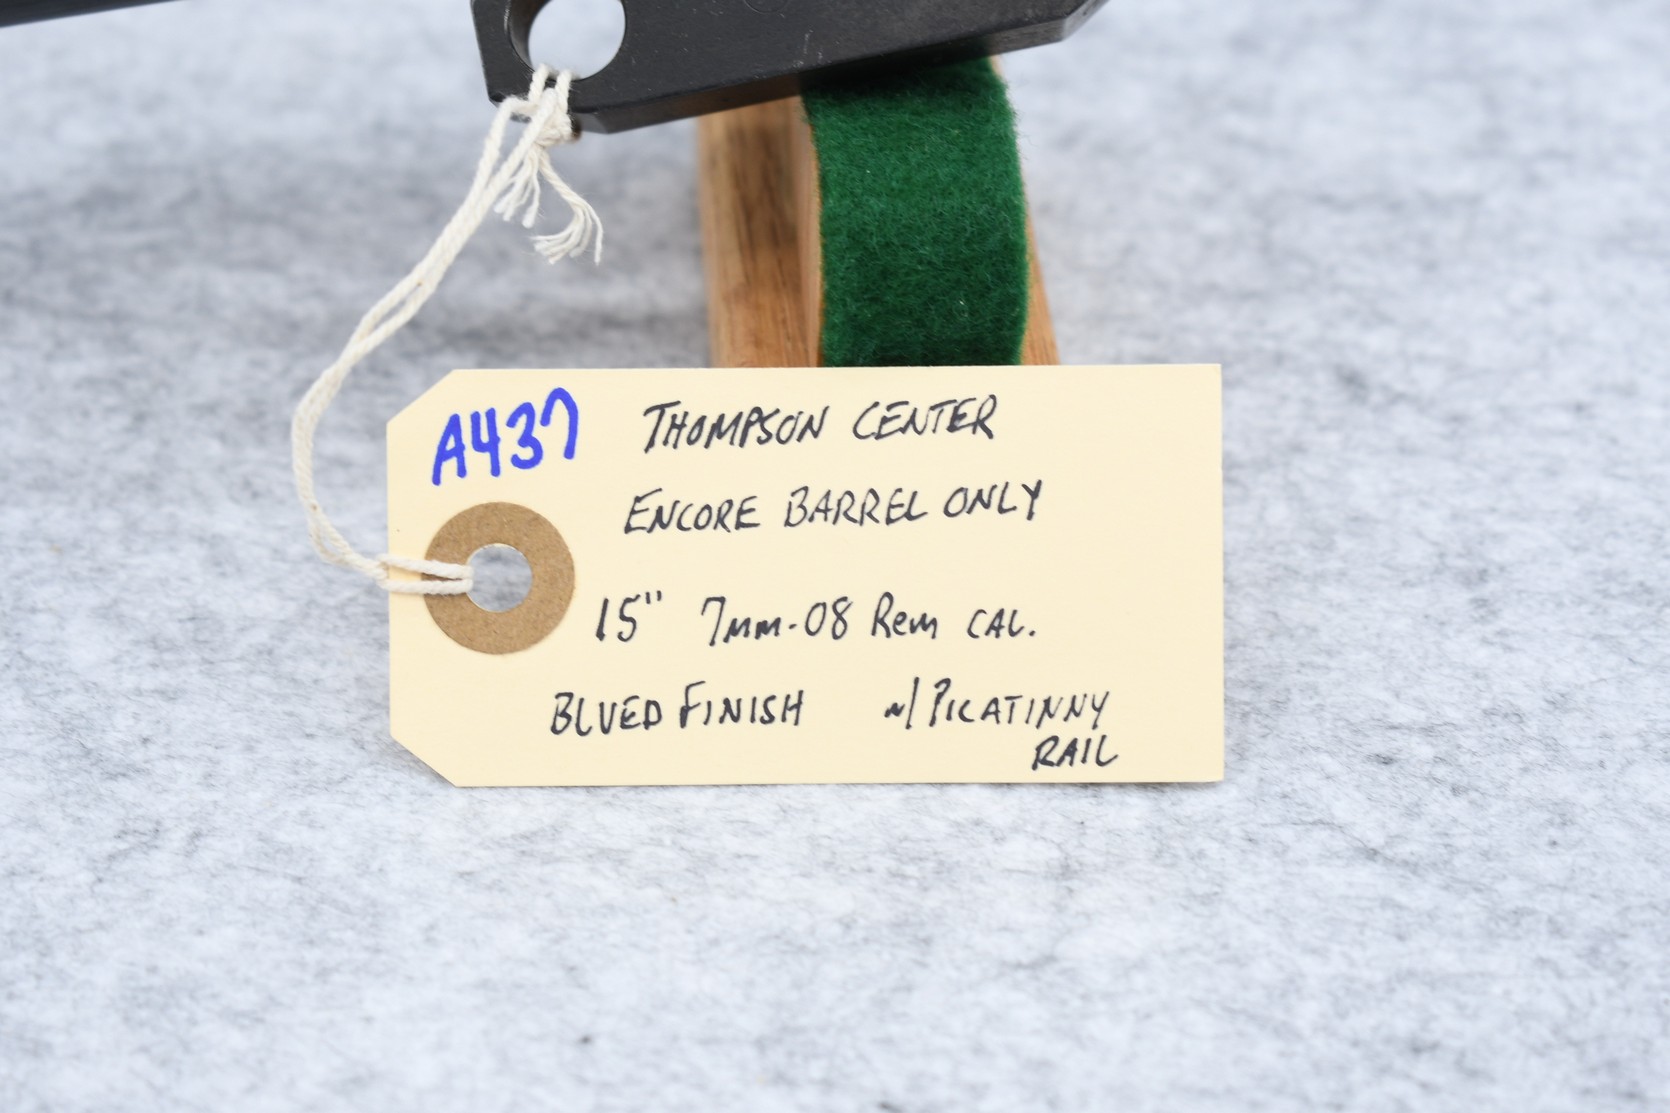 A437
THOMPSON CENTER
ENCORE BARREL ONLY
15" 7mm-08 Rem CAL.
BLUED FINISH w/ PICATINNY
RAIL